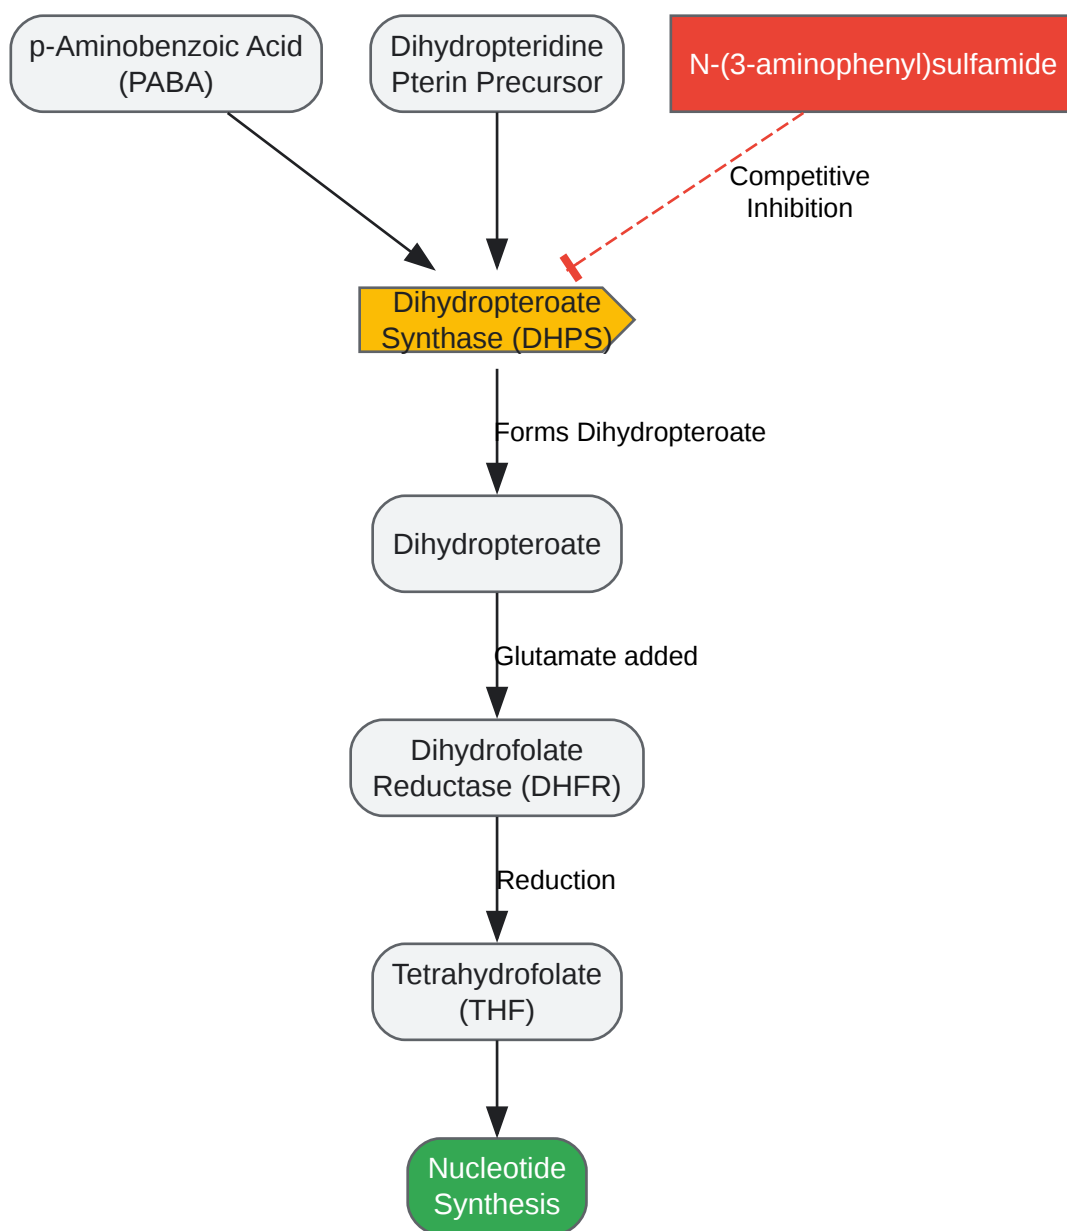 p-Aminobenzoic Acid
(PABA)
Dihydropteridine
Pterin Precursor
N-(3-aminophenyl)sulfamide
Competitive
Inhibition
Dihydropteroate
Synthase (DHPS)
Forms Dihydropteroate
Dihydropteroate
Glutamate added
Dihydrofolate
Reductase (DHFR)
Reduction
Tetrahydrofolate
(THF)
Nucleotide
Synthesis